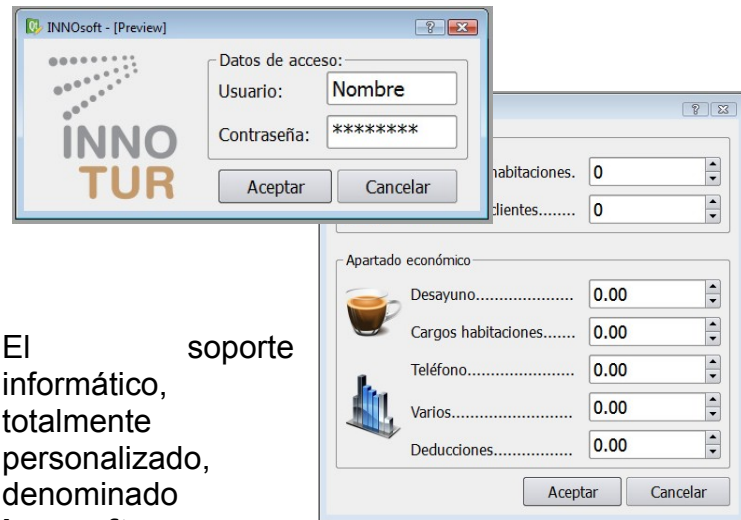 INNOsoft - [Preview]
INNO
TUR
Datos de acceso:
Usuario: Nombre
Contraseña: ********
Aceptar Cancelar
habitaciones. 0
clientes........ 0
Apartado económico
Desayuno..................... 0.00
Cargos habitaciones....... 0.00
Teléfono....................... 0.00
Varios.......................... 0.00
Deducciones................. 0.00
Aceptar Cancelar
El soporte
informático,
totalmente
personalizado,
denominado